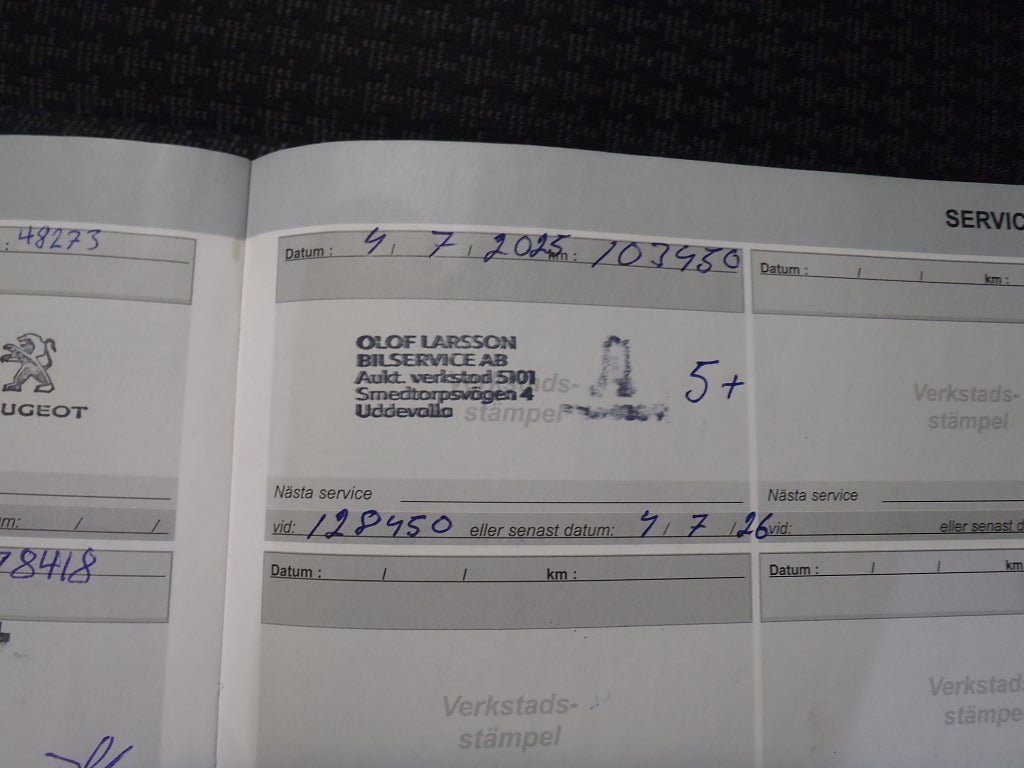 SERVIC
: 48273
UGEOT
m: / /
78418
Datum : 4 / 7 / 2025 km : 103450
OLOF LARSSON
BILSERVICE AB
Aukt. verkstad 5101
Smedtorpsvägen 4
Uddevalla
Verkstads-
stämpel
5+
Nästa service
vid: 128450 eller senast datum: 4 / 7 / 26
Datum : / / km :
Verkstads-
stämpel
Nästa service
vid: eller senast d
Datum : / / km :
Verkstads-
stämpel
Datum : / / km
Verkstads
stämpe